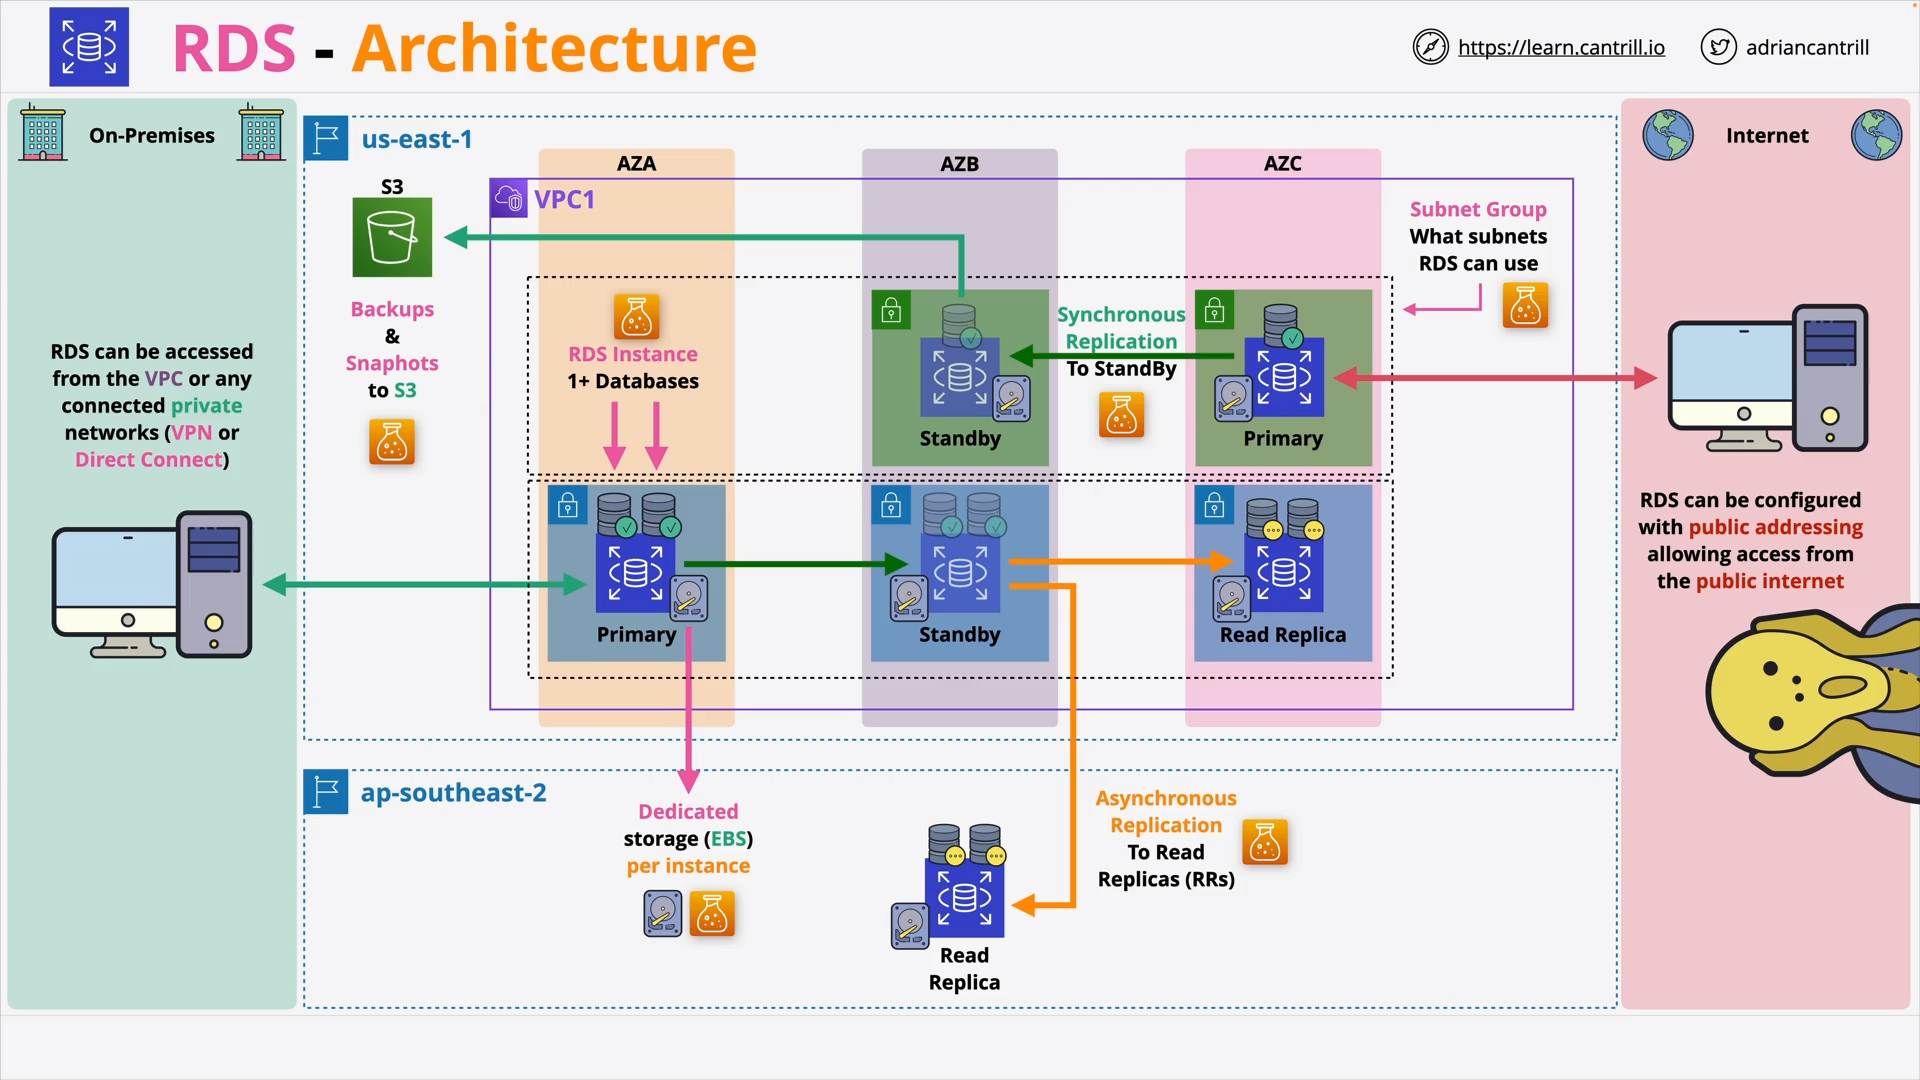 RDS - Architecture
https://learn.cantrill.io
adriancantrill
On-Premises
RDS can be accessed
from the VPC or any
connected private
networks (VPN or
Direct Connect)
us-east-1
S3
Backups
&
Snaphots
to S3
VPC1
AZA
AZB
AZC
RDS Instance
1+ Databases
Standby
Synchronous
Replication
To StandBy
Primary
Subnet Group
What subnets
RDS can use
Primary
Standby
Read Replica
ap-southeast-2
Dedicated
storage (EBS)
per instance
Read
Replica
Asynchronous
Replication
To Read
Replicas (RRs)
Internet
RDS can be configured
with public addressing
allowing access from
the public internet